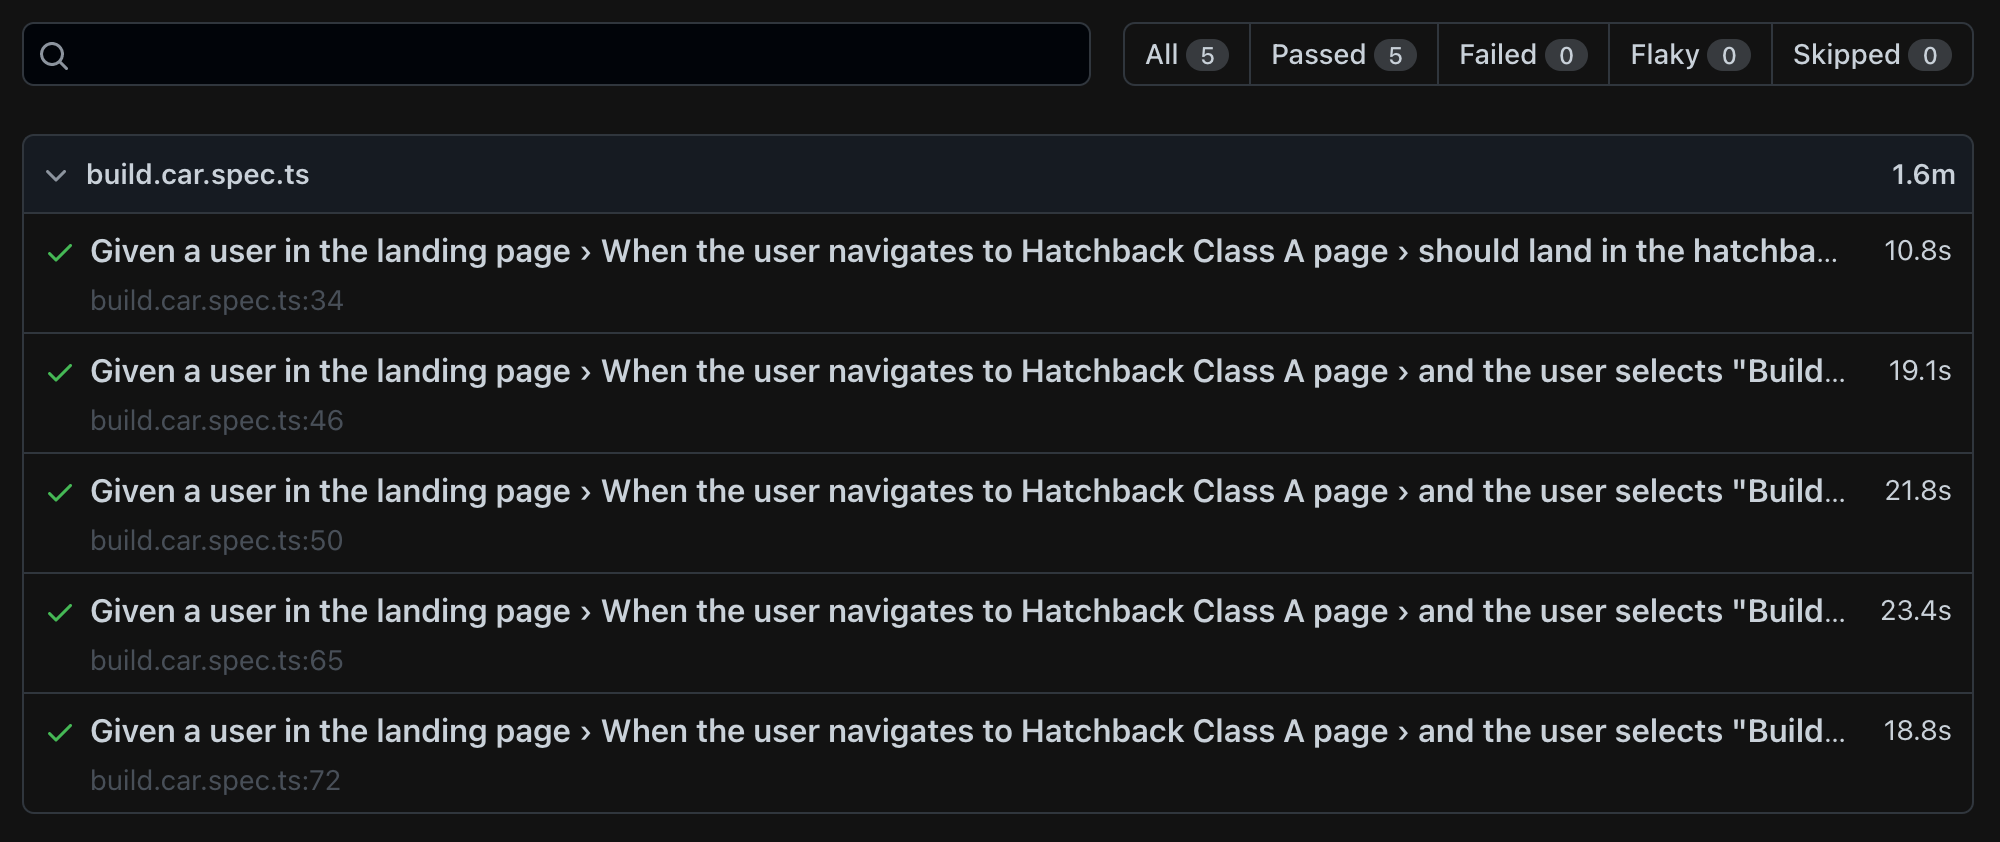 All 5 Passed 5 Failed 0 Flaky 0 Skipped 0
build.car.spec.ts 1.6m
Given a user in the landing page › When the user navigates to Hatchback Class A page › should land in the hatchba... 10.8s
build.car.spec.ts:34
Given a user in the landing page › When the user navigates to Hatchback Class A page › and the user selects "Build... 19.1s
build.car.spec.ts:46
Given a user in the landing page › When the user navigates to Hatchback Class A page › and the user selects "Build... 21.8s
build.car.spec.ts:50
Given a user in the landing page › When the user navigates to Hatchback Class A page › and the user selects "Build... 23.4s
build.car.spec.ts:65
Given a user in the landing page › When the user navigates to Hatchback Class A page › and the user selects "Build... 18.8s
build.car.spec.ts:72